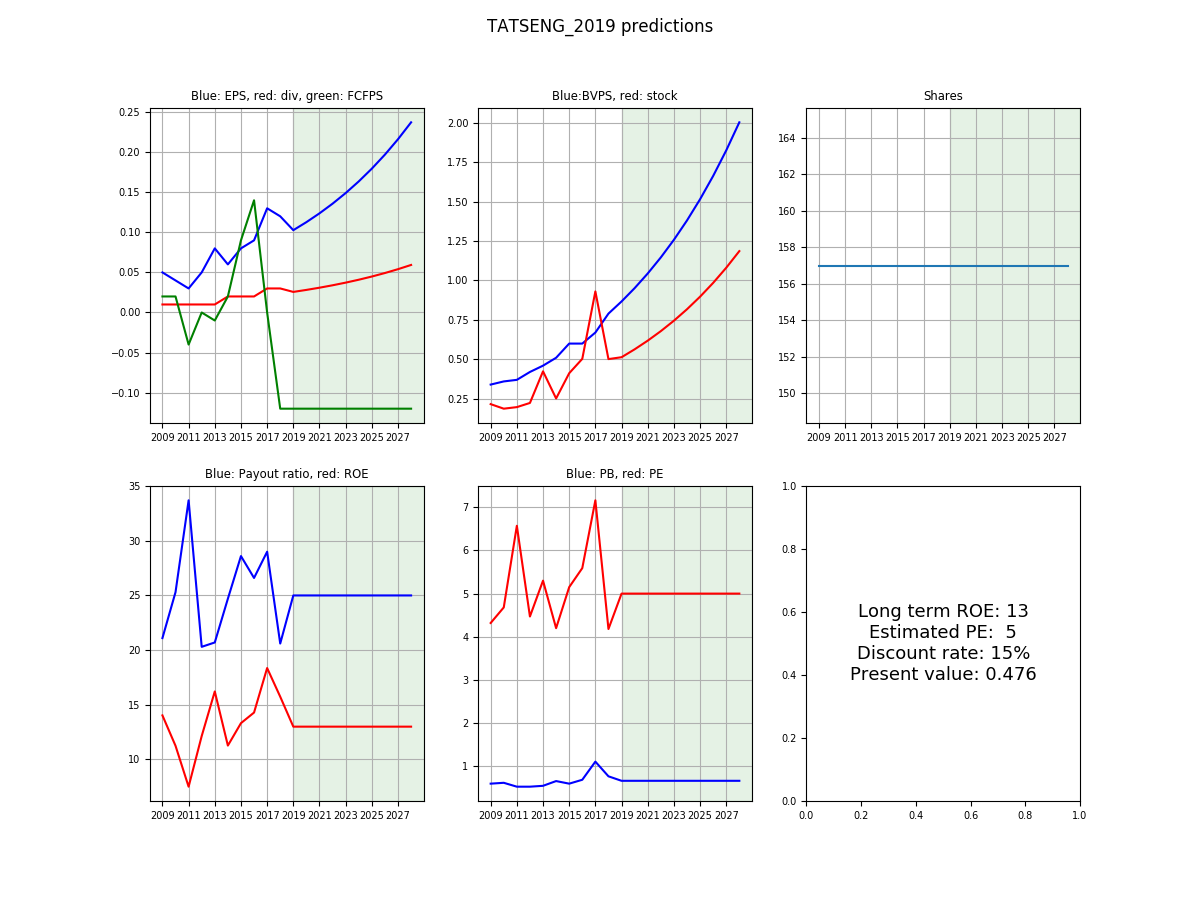 TATSENG_2019 predictions
Blue: EPS, red: div, green: FCFPS
0.25
0.20
0.15
0.10
0.05
0.00
−0.05
−0.10
2009 2011 2013 2015 2017 2019 2021 2023 2025 2027
Blue:BVPS, red: stock
2.00
1.75
1.50
1.25
1.00
0.75
0.50
0.25
2009 2011 2013 2015 2017 2019 2021 2023 2025 2027
Shares
164
162
160
158
156
154
152
150
2009 2011 2013 2015 2017 2019 2021 2023 2025 2027
Blue: Payout ratio, red: ROE
35
30
25
20
15
10
2009 2011 2013 2015 2017 2019 2021 2023 2025 2027
Blue: PB, red: PE
7
6
5
4
3
2
1
2009 2011 2013 2015 2017 2019 2021 2023 2025 2027
1.0
0.8
0.6
0.4
0.2
0.0
Long term ROE: 13
Estimated PE:  5
Discount rate: 15%
Present value: 0.476
0.0 0.2 0.4 0.6 0.8 1.0